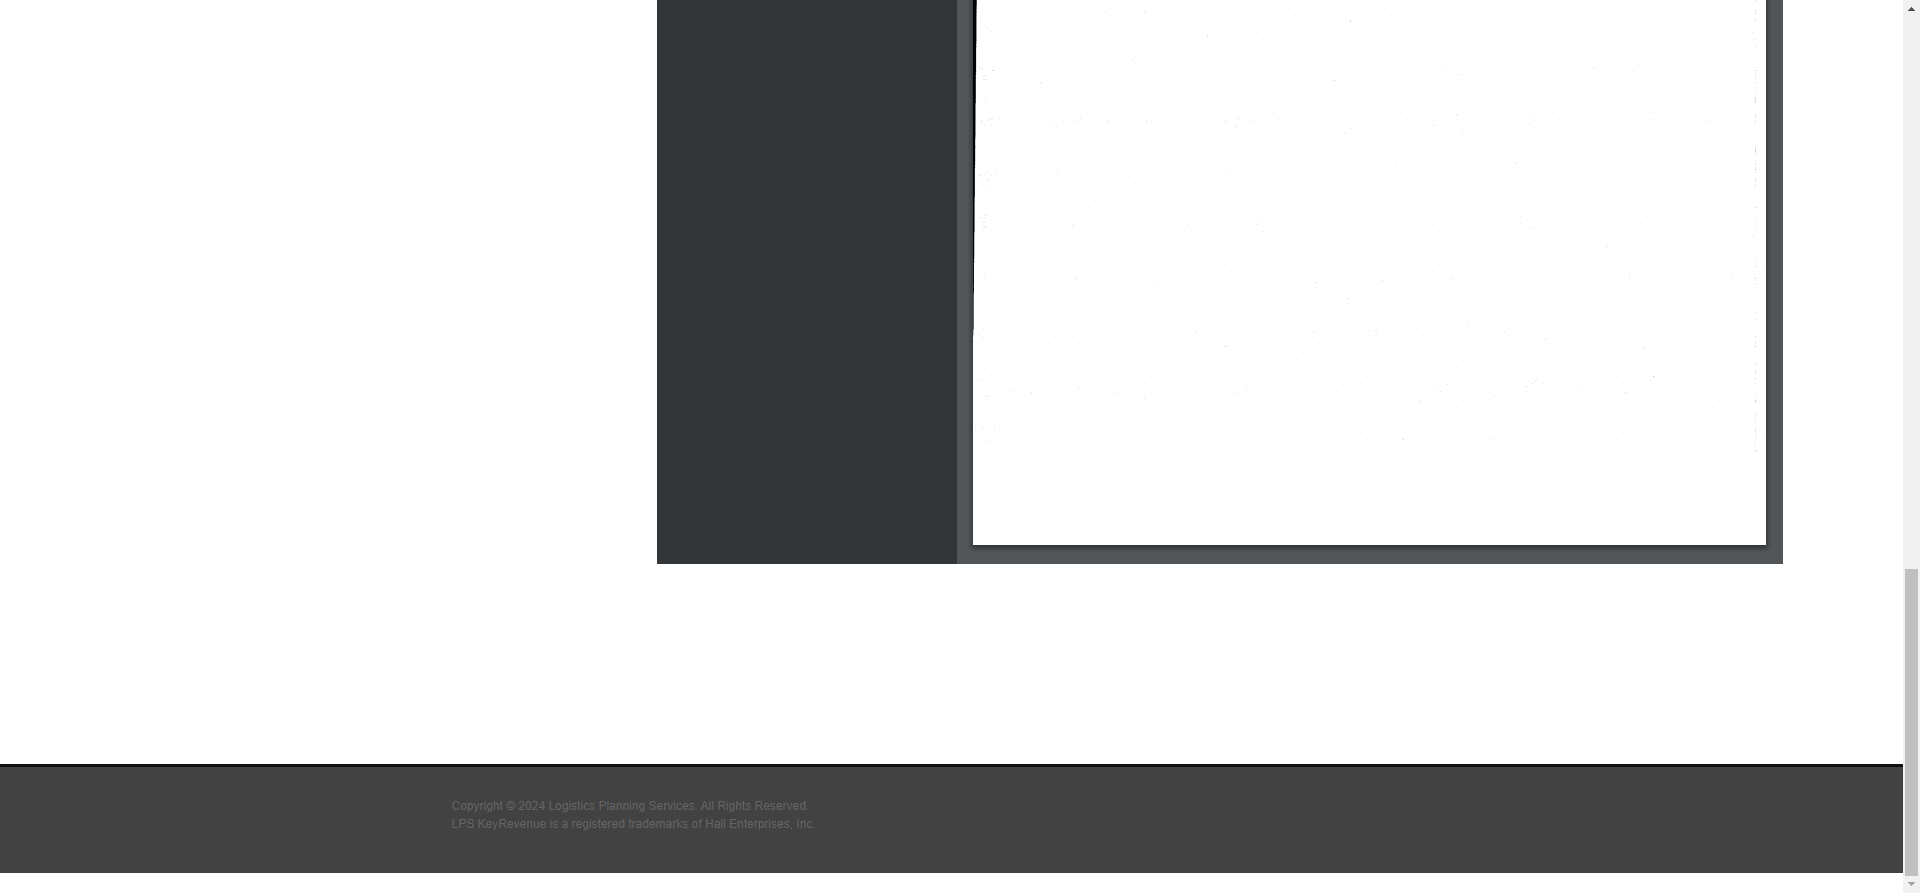 Copyright © 2024 Logistics Planning Services. All Rights Reserved.
LPS KeyRevenue is a registered trademarks of Hall Enterprises, Inc.